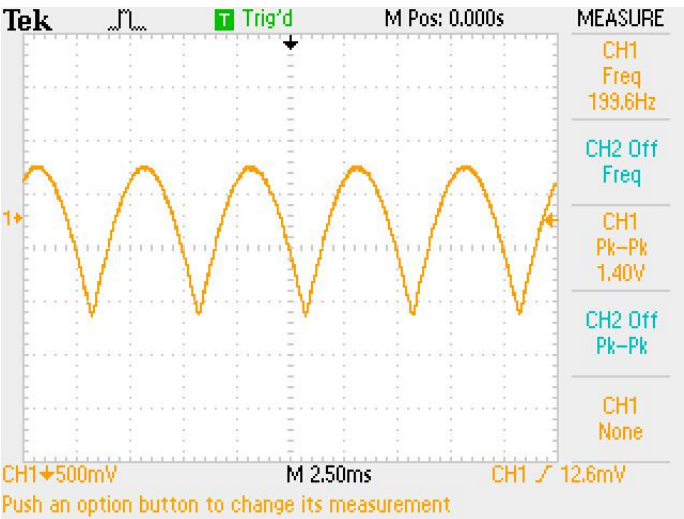 Tek T Trig'd M Pos: 0.000s MEASURE
CH1
Freq
199.6Hz
CH2 Off
Freq
1
CH1
Pk-Pk
1.40V
CH2 Off
Pk-Pk
CH1
None
CH1 500mV M 2.50ms CH1 12.6mV
Push an option button to change its measurement